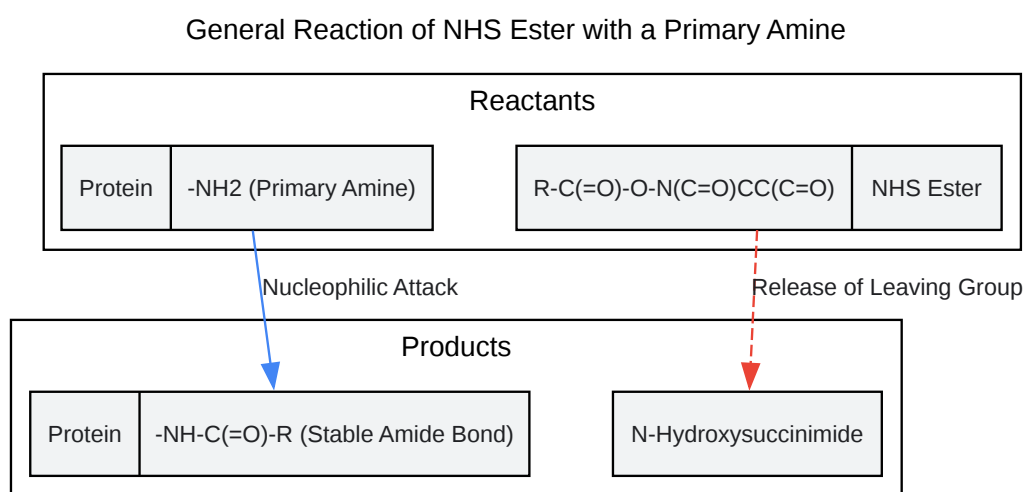 General Reaction of NHS Ester with a Primary Amine
Reactants
Protein
-NH2 (Primary Amine)
R-C(=O)-O-N(C=O)CC(C=O)
NHS Ester
Nucleophilic Attack
Release of Leaving Group
Products
Protein
-NH-C(=O)-R (Stable Amide Bond)
N-Hydroxysuccinimide